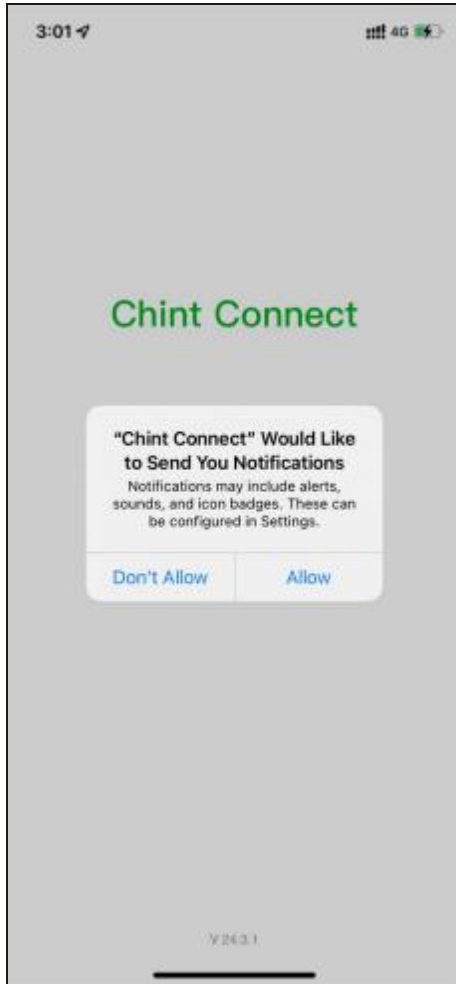 3:01
4G
Chint Connect
“Chint Connect” Would Like
to Send You Notifications
Notifications may include alerts,
sounds, and icon badges. These can
be configured in Settings.
Don't Allow
Allow
V 24.3.1